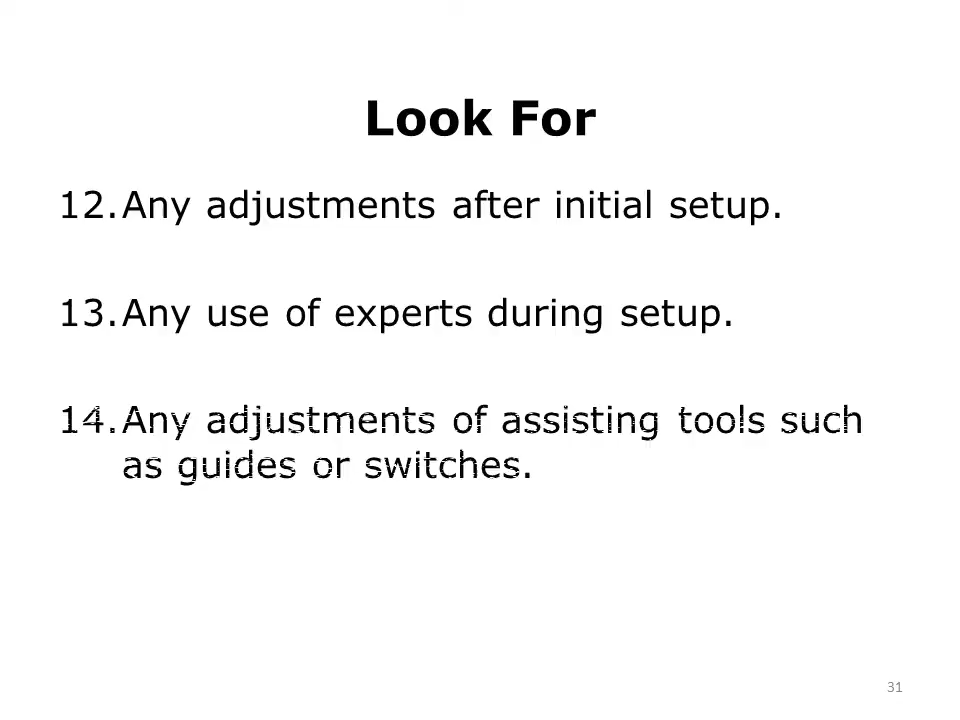 Look For
12. Any adjustments after initial setup.
13. Any use of experts during setup.
14. Any adjustments of assisting tools such
as guides or switches.
31